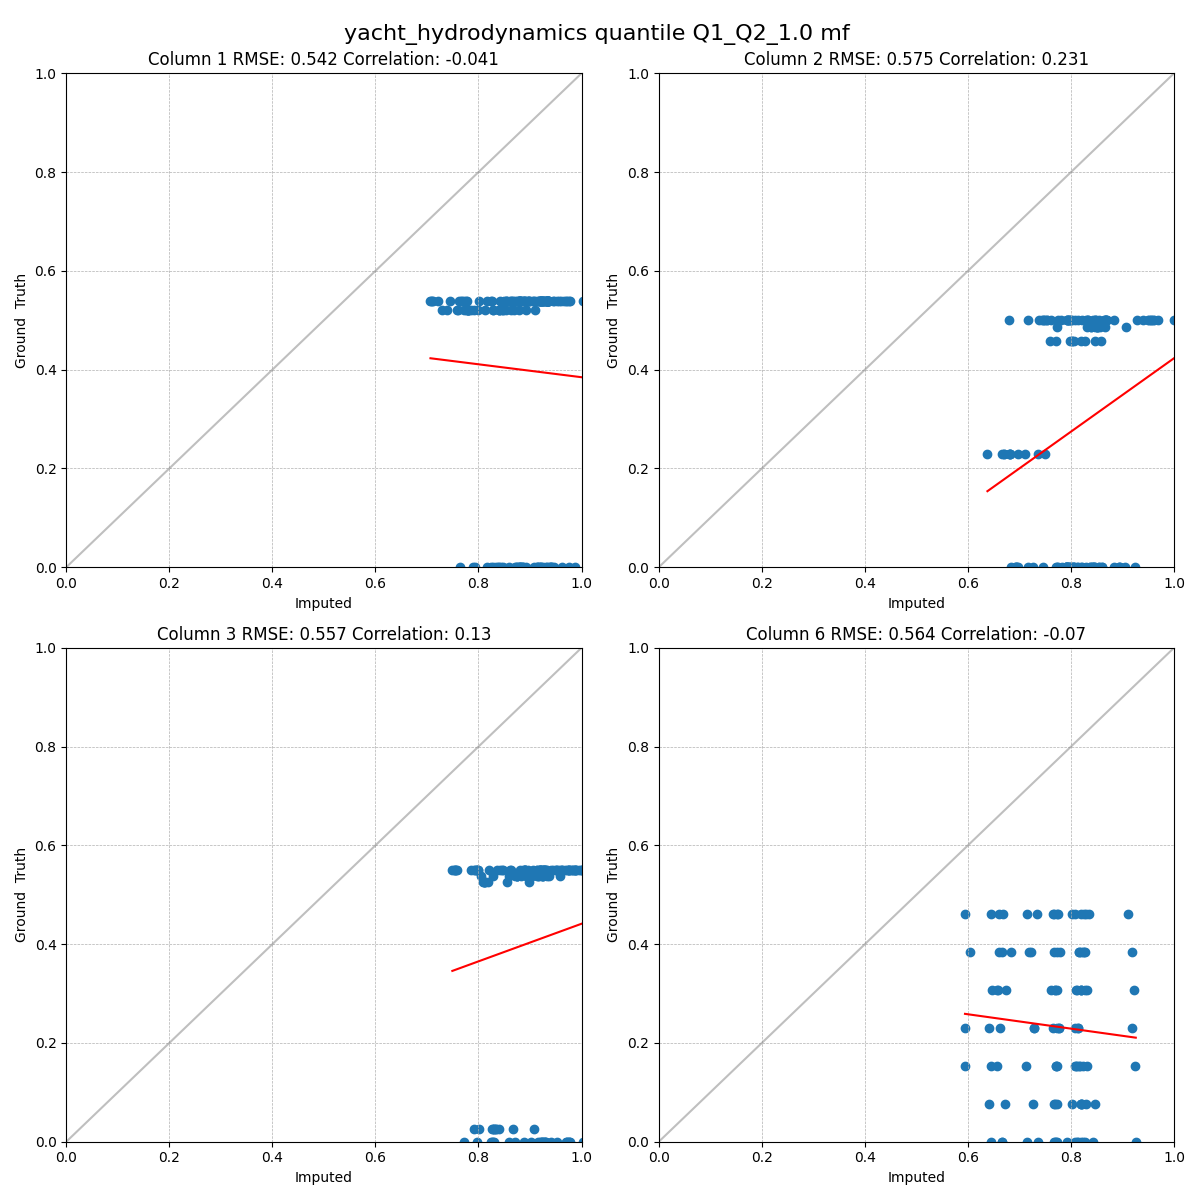 yacht_hydrodynamics quantile Q1_Q2_1.0 mf
Column 1 RMSE: 0.542 Correlation: -0.041
1.0
0.8
0.6
0.4
0.2
0.0
Ground  Truth
0.0 0.2 0.4 0.6 0.8 1.0
Imputed
Column 2 RMSE: 0.575 Correlation: 0.231
1.0
0.8
0.6
0.4
0.2
0.0
Ground  Truth
0.0 0.2 0.4 0.6 0.8 1.0
Imputed
Column 3 RMSE: 0.557 Correlation: 0.13
1.0
0.8
0.6
0.4
0.2
0.0
Ground  Truth
0.0 0.2 0.4 0.6 0.8 1.0
Imputed
Column 6 RMSE: 0.564 Correlation: -0.07
1.0
0.8
0.6
0.4
0.2
0.0
Ground  Truth
0.0 0.2 0.4 0.6 0.8 1.0
Imputed